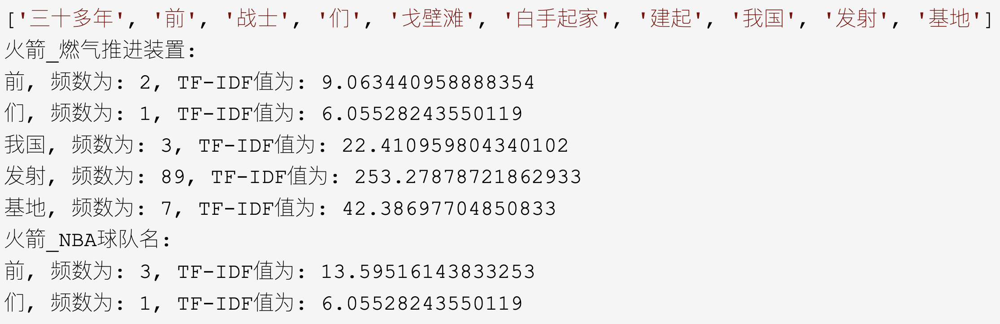 ['三十多年', '前', '战士', '们', '戈壁滩', '白手起家', '建起', '我国', '发射', '基地']
火箭_燃气推进装置:
前, 频数为: 2, TF-IDF值为: 9.063440958888354
们, 频数为: 1, TF-IDF值为: 6.05528243550119
我国, 频数为: 3, TF-IDF值为: 22.410959804340102
发射, 频数为: 89, TF-IDF值为: 253.27878721862933
基地, 频数为: 7, TF-IDF值为: 42.38697704850833
火箭_NBA球队名:
前, 频数为: 3, TF-IDF值为: 13.59516143833253
们, 频数为: 1, TF-IDF值为: 6.05528243550119